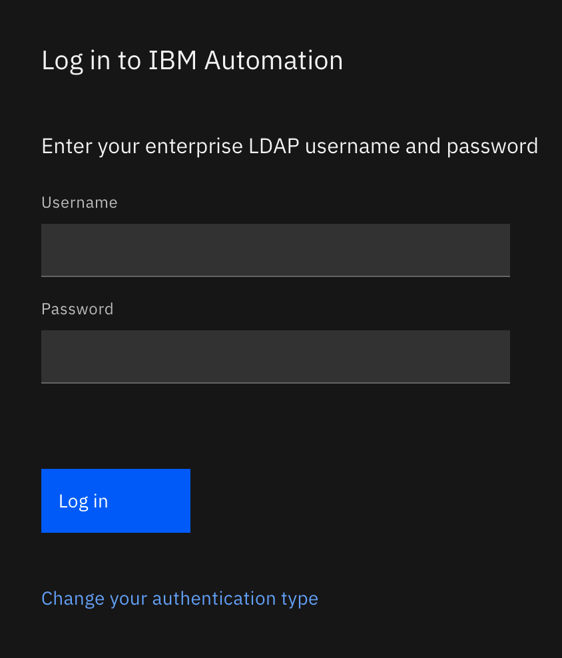 Log in to IBM Automation
Enter your enterprise LDAP username and password
Username
Password
Log in
Change your authentication type